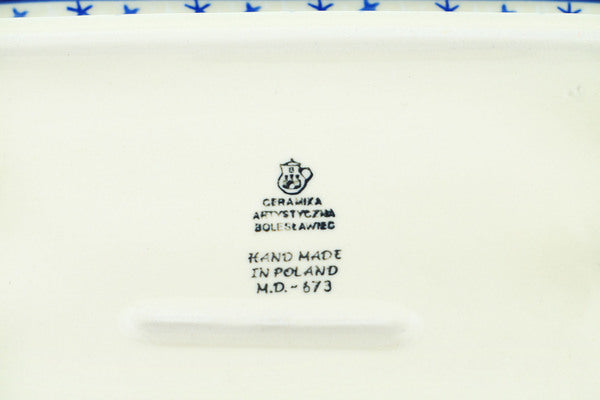 CERAMIKA
ARTYSTYCZNA
BOLESŁAWIEC
HAND MADE
IN POLAND
M.D. - 673